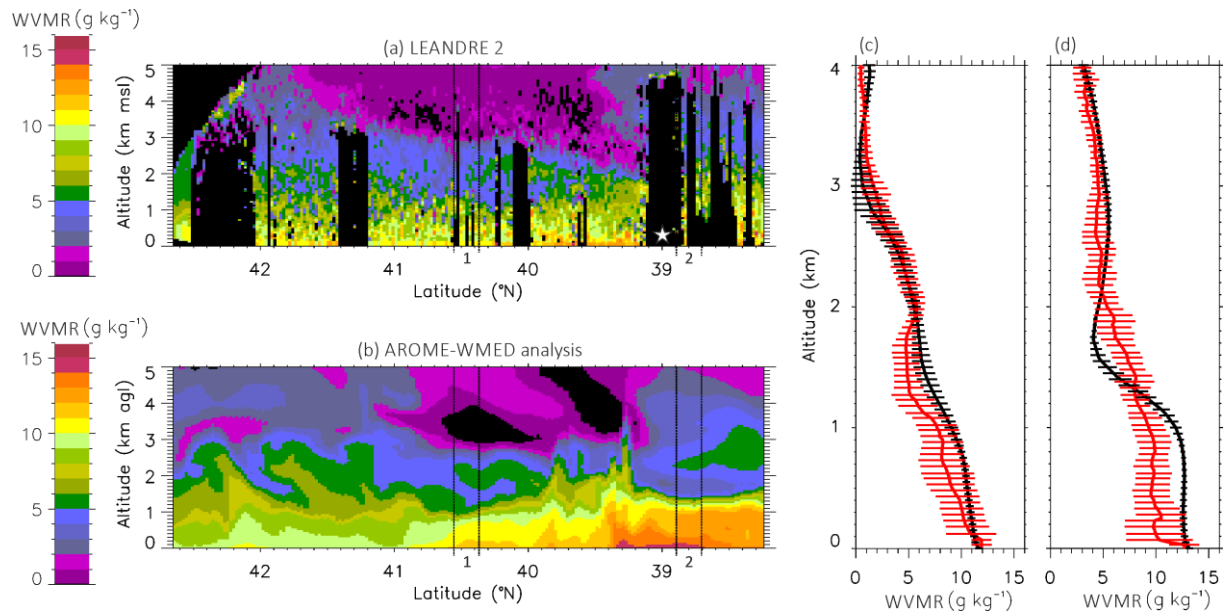 WVMR (g kg⁻¹)
15
10
5
0
(a) LEANDRE 2
Altitude (km msl)
5
4
3
2
1
0
42
41
1
40
39
2
Latitude (°N)
WVMR (g kg⁻¹)
15
10
5
0
(b) AROME-WMED analysis
Altitude (km agl)
5
4
3
2
1
0
42
41
1
40
39
2
Latitude (°N)
(c)
Altitude (km)
4
3
2
1
0
0 5 10 15
WVMR (g kg⁻¹)
(d)
Altitude (km)
0 5 10 15
WVMR (g kg⁻¹)